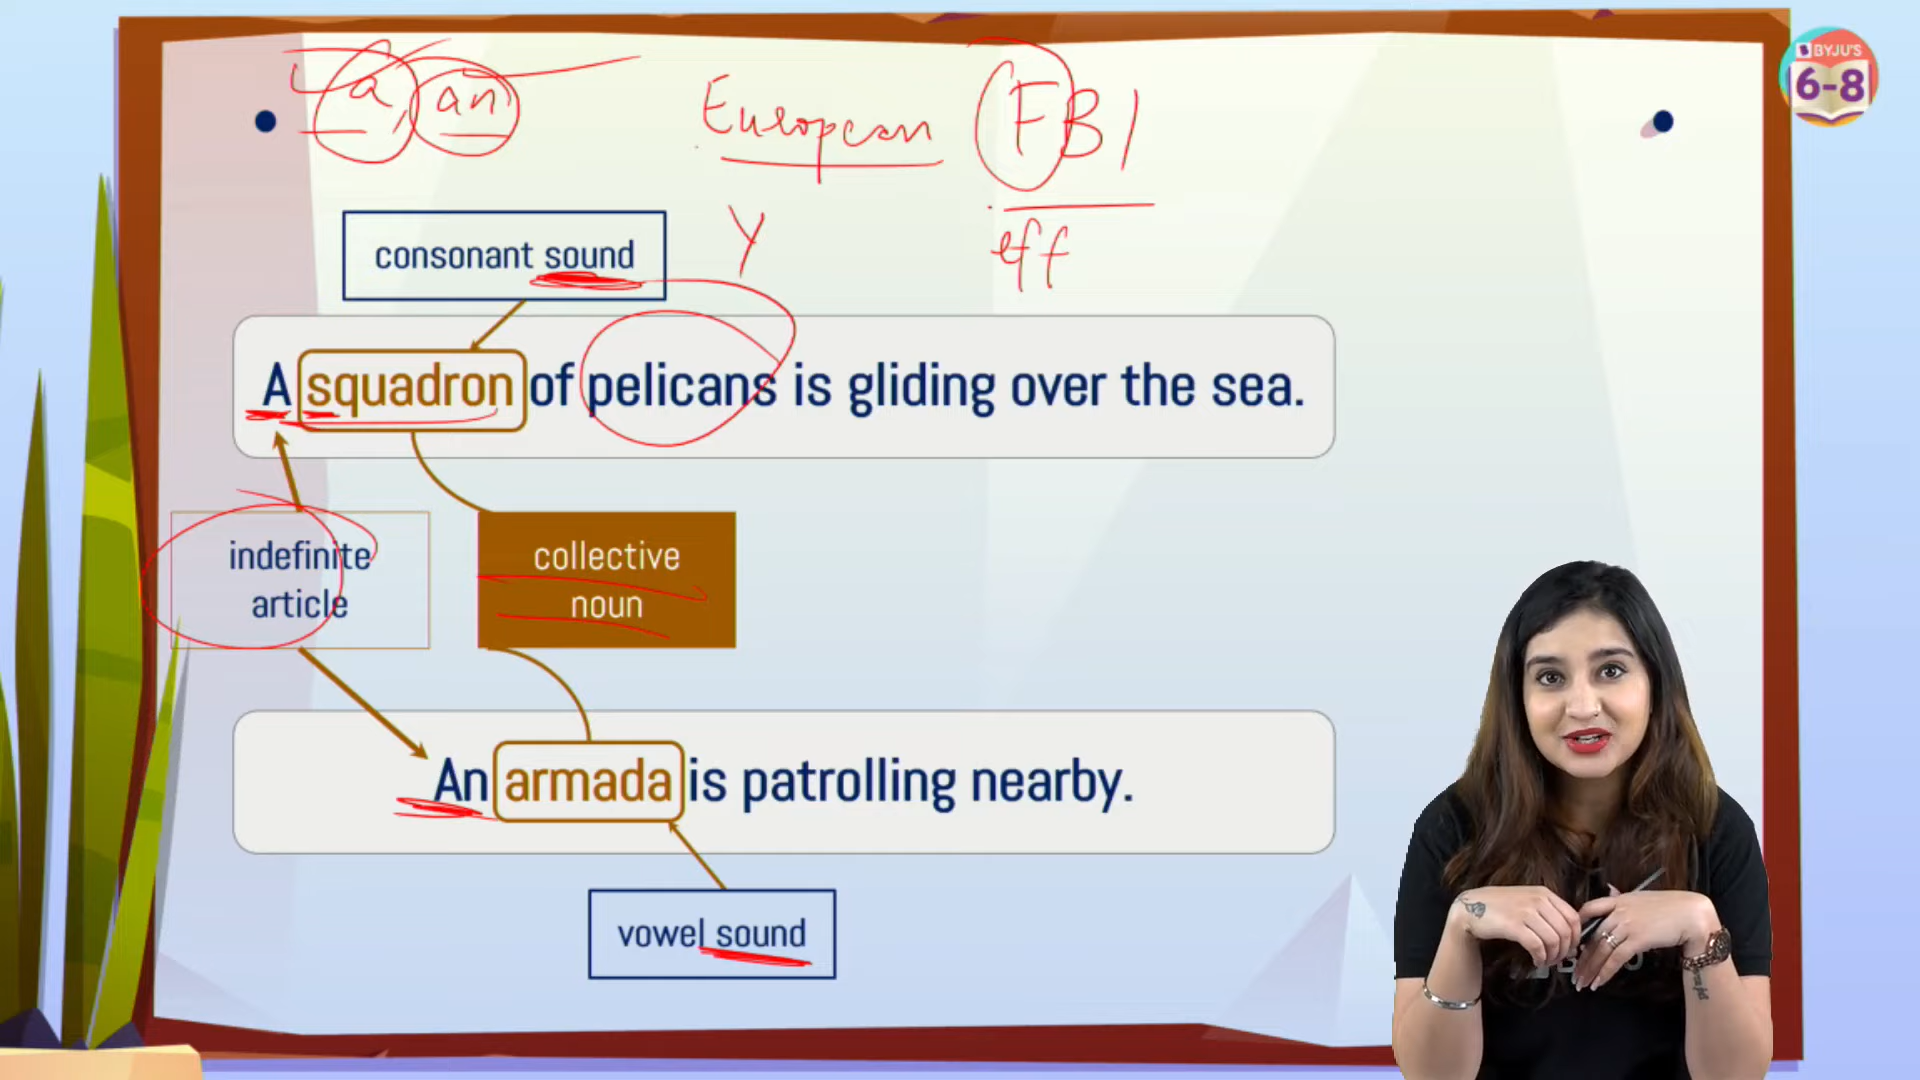 a, an
European FBI
BYJU'S
6-8
Y
eff
consonant sound
A squadron of pelicans is gliding over the sea.
indefinite
article
collective
noun
An armada is patrolling nearby.
vowel sound